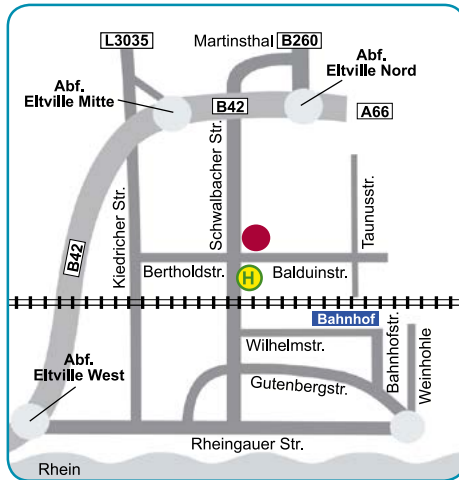 L3035
Martinsthal B260
Abf.
Eltville Mitte
Abf.
Eltville Nord
B42
A66
Kiedricher Str.
Schwalbacher Str.
Taunusstr.
B42
Bertholdstr.
H
Balduinstr.
Bahnhof
Wilhelmstr.
Bahnhofstr.
Weinhohle
Abf.
Eltville West
Gutenbergstr.
Rheingauer Str.
Rhein